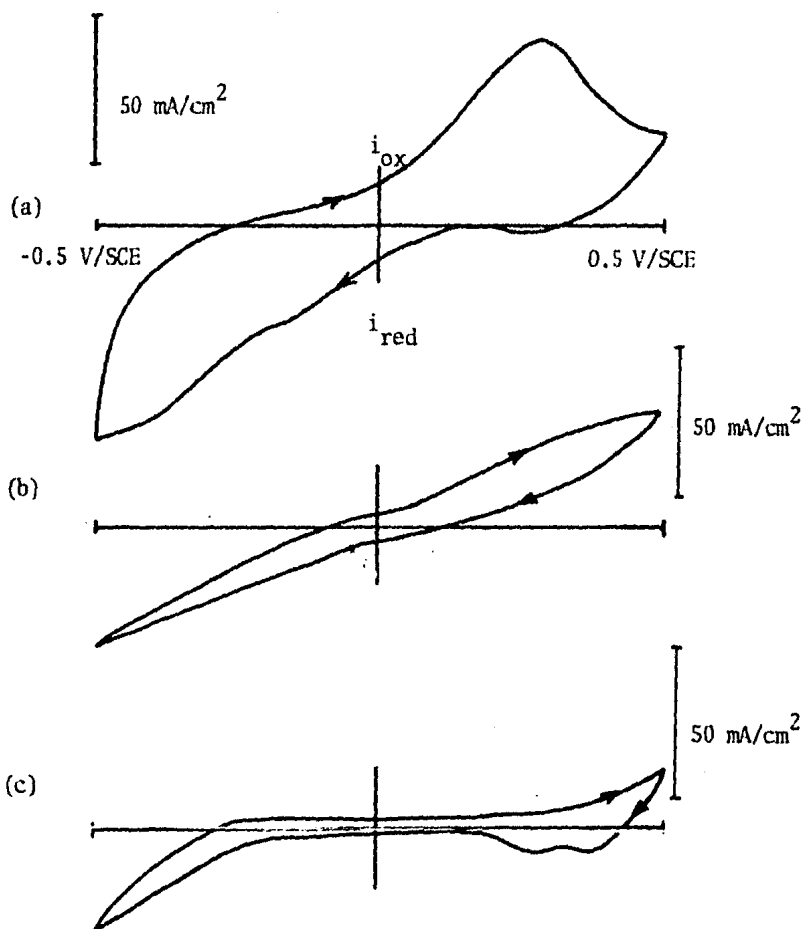 50 mA/cm²
i_ox
(a)
-0.5 V/SCE
0.5 V/SCE
i_red
50 mA/cm²
(b)
50 mA/cm²
(c)